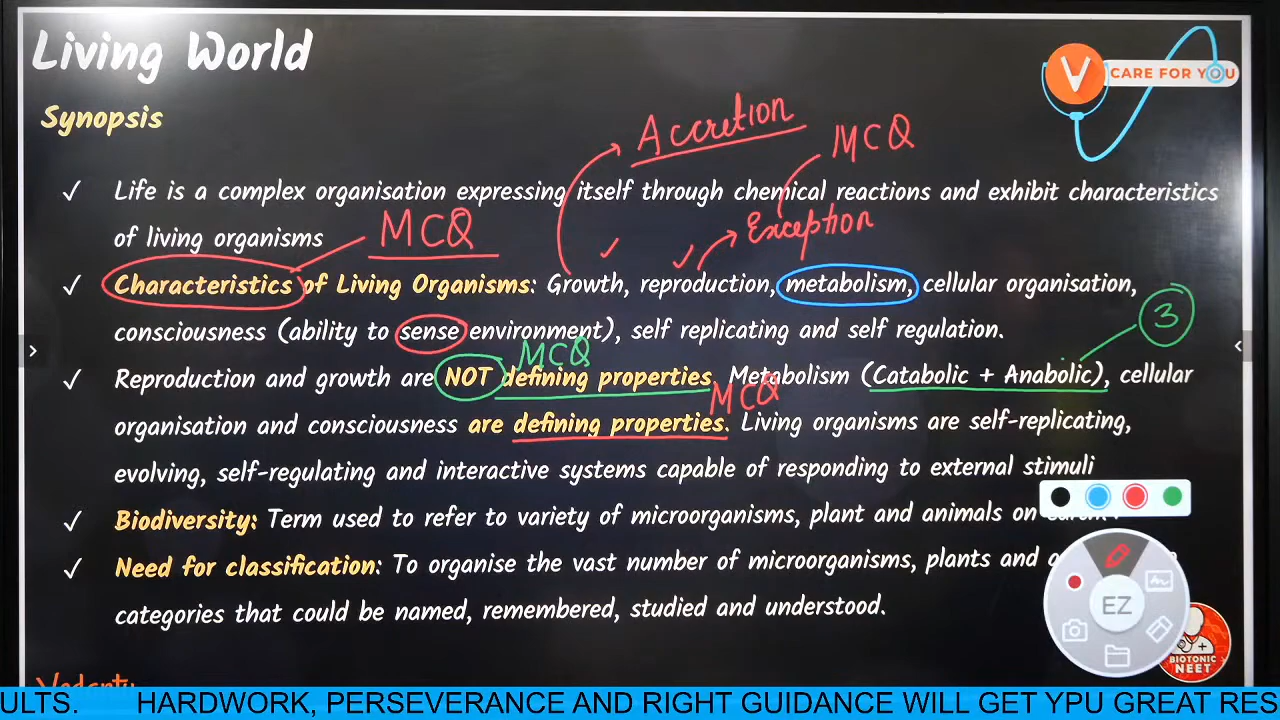 Living World
CARE FOR YOU
Synopsis
Accretion
MCQ
✓ Life is a complex organisation expressing itself through chemical reactions and exhibit characteristics
of living organisms
MCQ
Exception
✓ Characteristics of Living Organisms: Growth, reproduction, metabolism, cellular organisation,
consciousness (ability to sense environment), self replicating and self regulation.
3
MCQ
✓ Reproduction and growth are NOT defining properties. Metabolism (Catabolic + Anabolic), cellular
MCQ
organisation and consciousness are defining properties. Living organisms are self-replicating,
evolving, self-regulating and interactive systems capable of responding to external stimuli
✓ Biodiversity: Term used to refer to variety of microorganisms, plant and animals on
✓ Need for classification: To organise the vast number of microorganisms, plants and
categories that could be named, remembered, studied and understood.
EZ
BIOTONIC
NEET
ULTS. HARDWORK, PERSEVERANCE AND RIGHT GUIDANCE WILL GET YPU GREAT RES